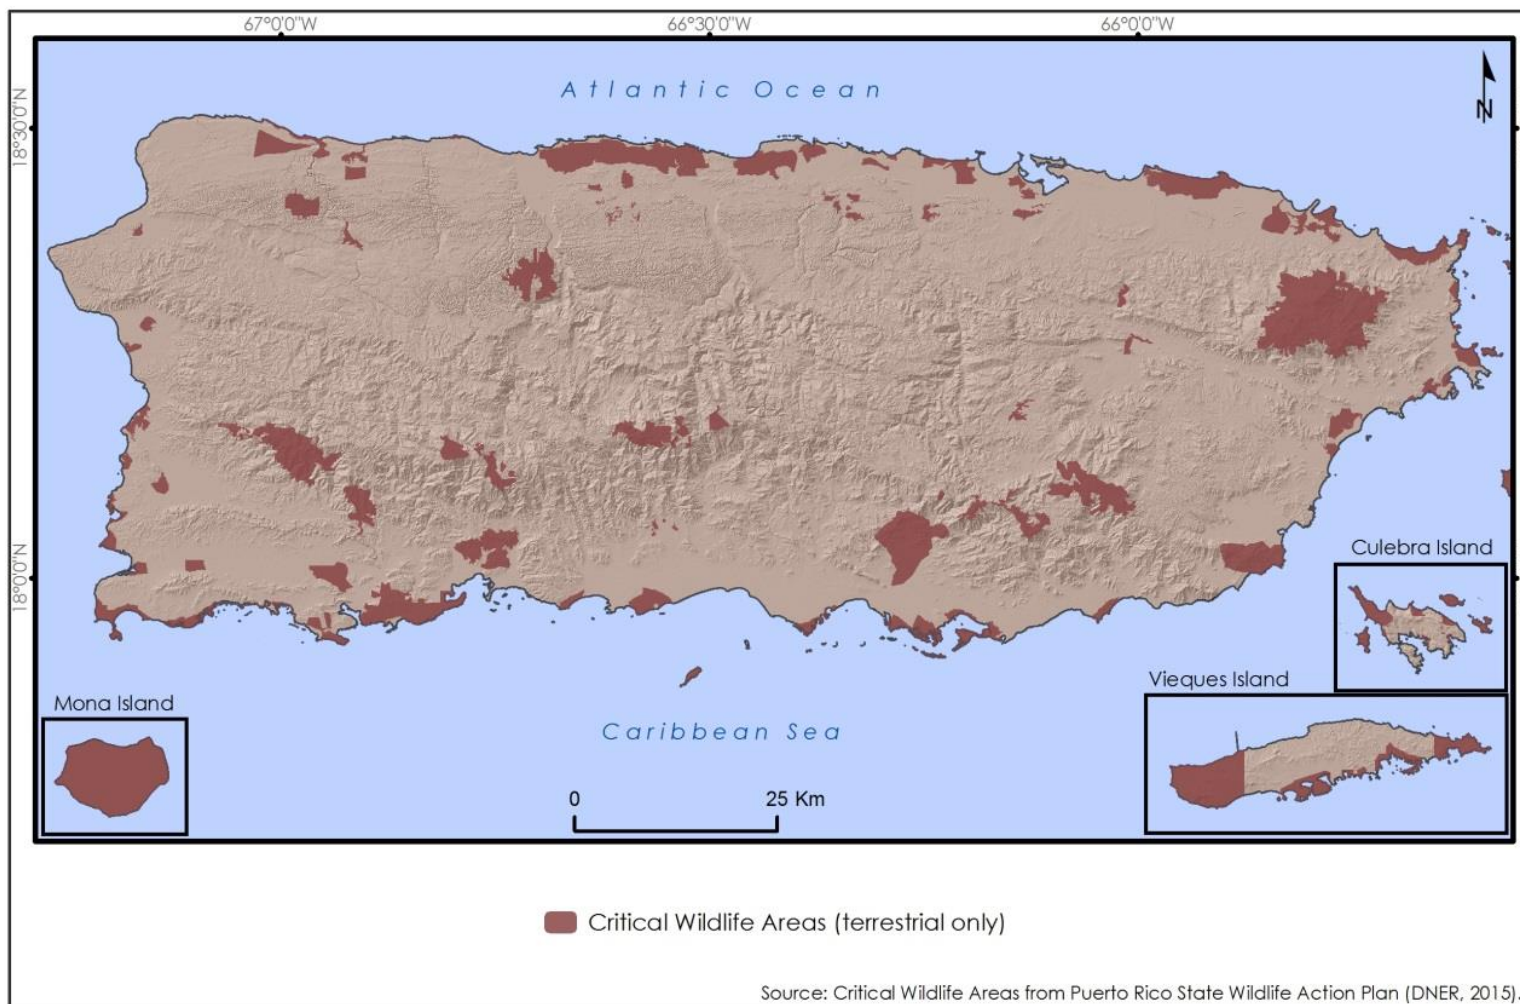 67°0'0"W 66°30'0"W 66°0'0"W
Atlantic Ocean
N
18°30'0"N
18°0'0"N
Culebra Island
Vieques Island
Mona Island
Caribbean Sea
0 25 Km
Critical Wildlife Areas (terrestrial only)
Source: Critical Wildlife Areas from Puerto Rico State Wildlife Action Plan (DNER, 2015).